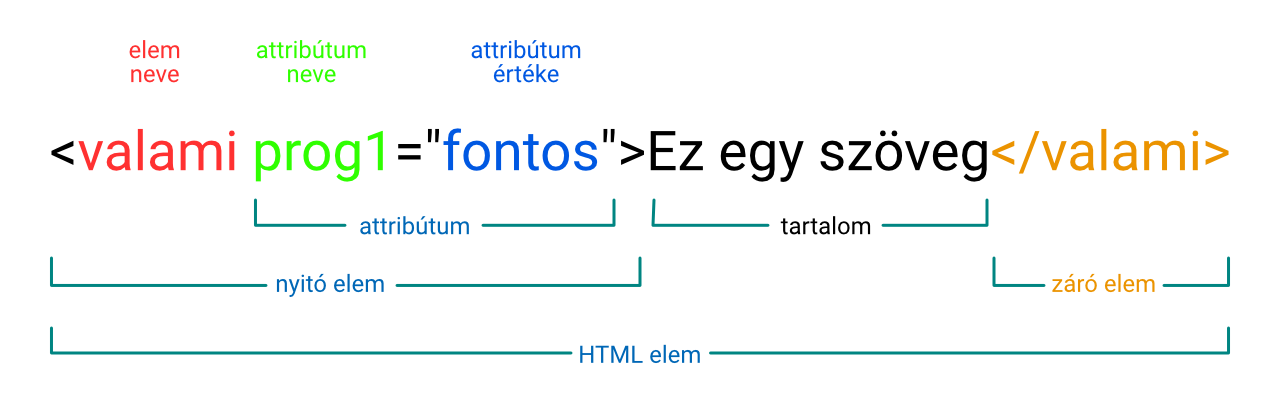 elem
neve
attribútum
neve
attribútum
értéke
<valami prog1="fontos">Ez egy szöveg</valami>
attribútum
tartalom
nyitó elem
záró elem
HTML elem